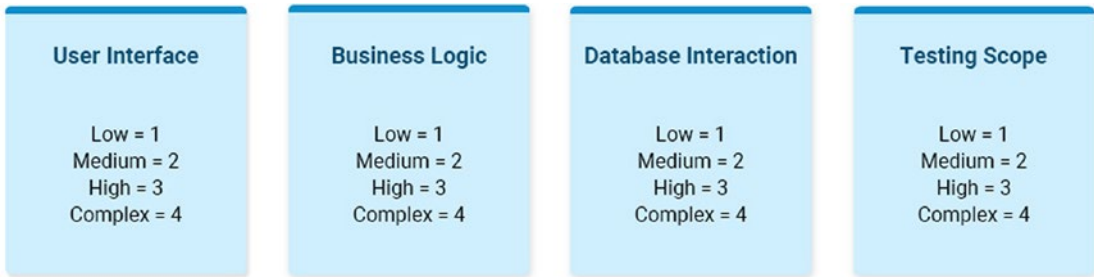 User Interface
Low = 1
Medium = 2
High = 3
Complex = 4
Business Logic
Low = 1
Medium = 2
High = 3
Complex = 4
Database Interaction
Low = 1
Medium = 2
High = 3
Complex = 4
Testing Scope
Low = 1
Medium = 2
High = 3
Complex = 4